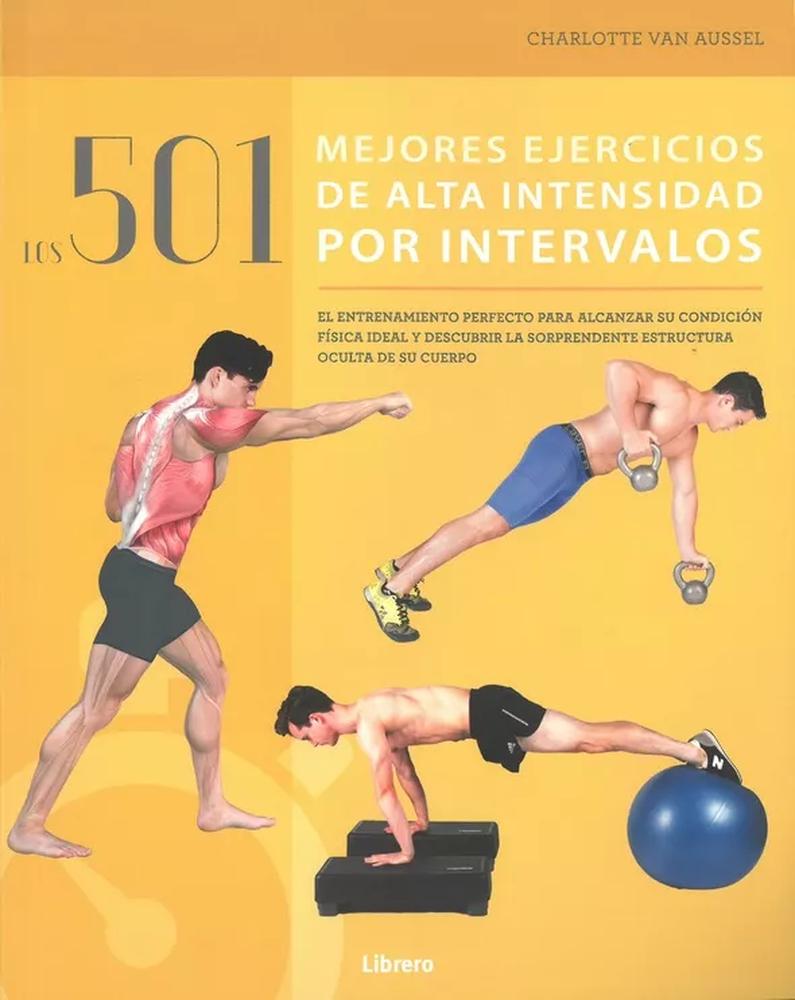 CHARLOTTE VAN AUSSEL
LOS 501
MEJORES EJERCICIOS
DE ALTA INTENSIDAD
POR INTERVALOS
EL ENTRENAMIENTO PERFECTO PARA ALCANZAR SU CONDICIÓN
FÍSICA IDEAL Y DESCUBRIR LA SORPRENDENTE ESTRUCTURA
OCULTA DE SU CUERPO
N
Librero